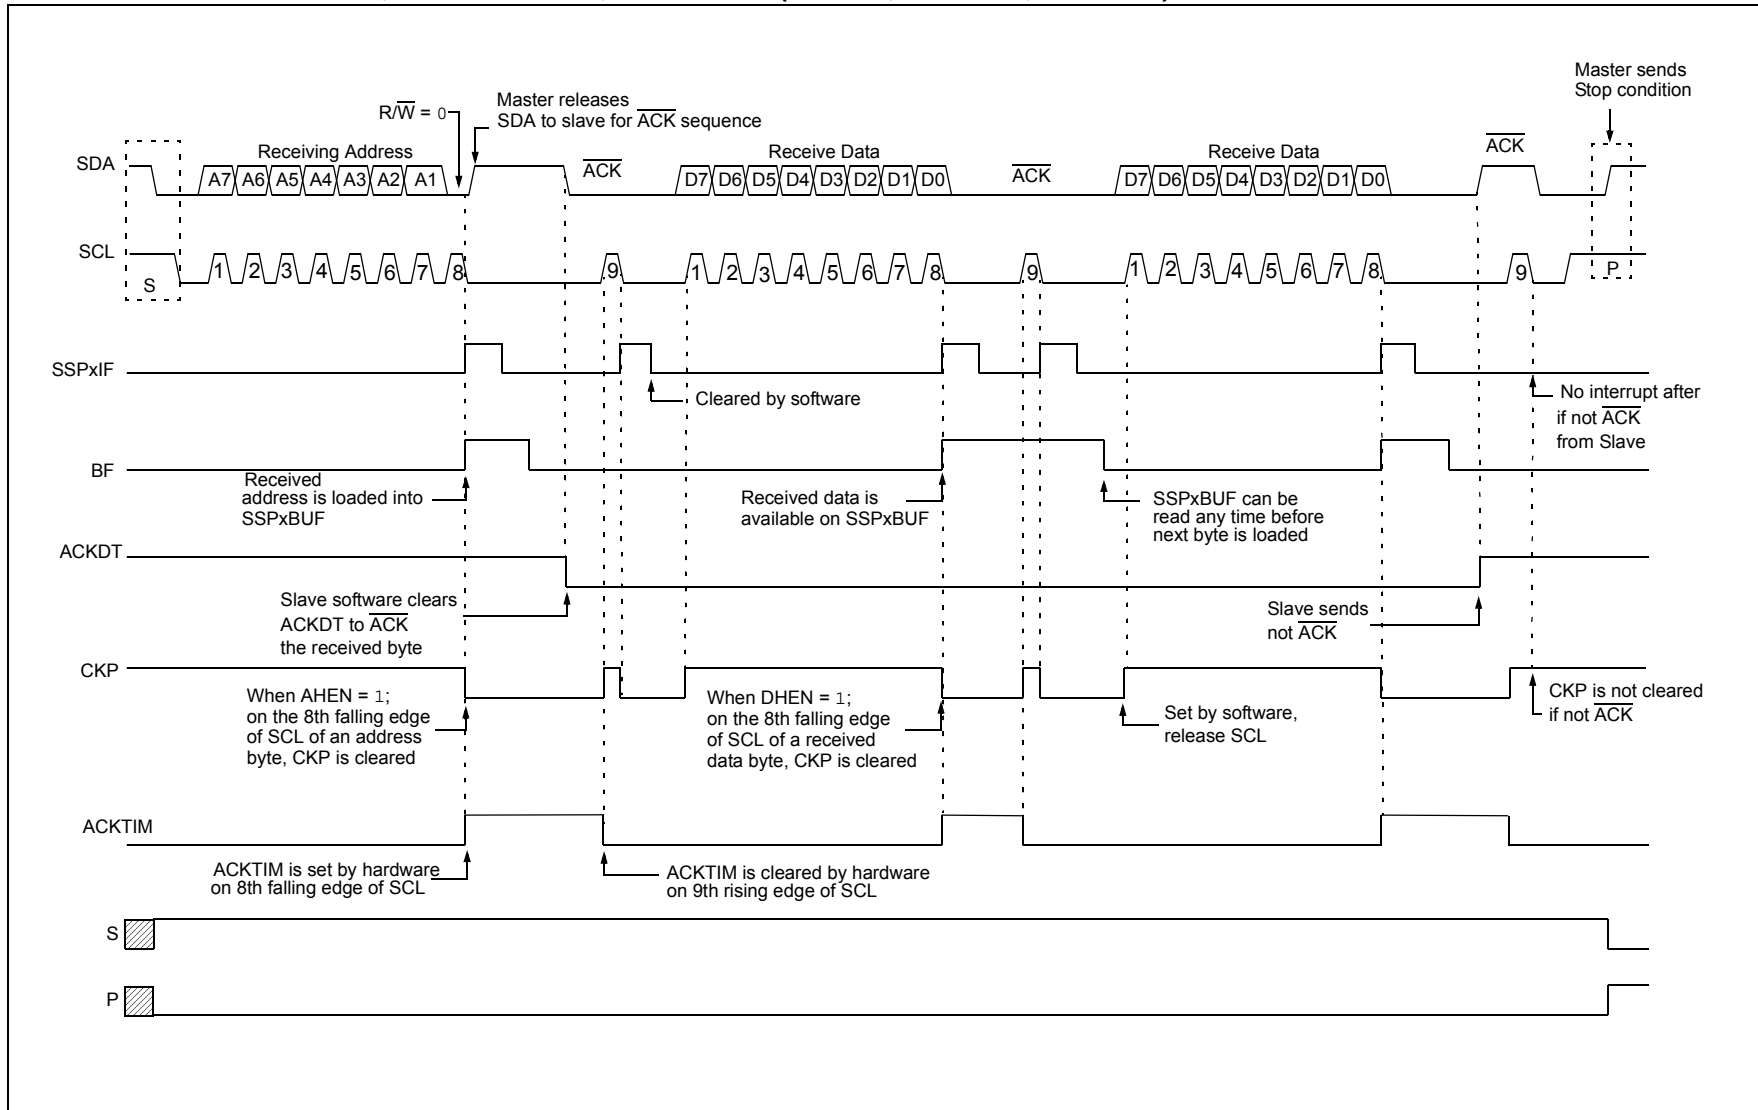 Master sends
Stop condition
R/W = 0
Master releases
SDA to slave for ACK sequence
SDA
Receiving Address
ACK
Receive Data
ACK
Receive Data
ACK
A7 A6 A5 A4 A3 A2 A1
D7 D6 D5 D4 D3 D2 D1 D0
D7 D6 D5 D4 D3 D2 D1 D0
SCL
S
1 2 3 4 5 6 7 8 9
1 2 3 4 5 6 7 8 9
1 2 3 4 5 6 7 8 9
P
SSPxIF
Cleared by software
No interrupt after
if not ACK
from Slave
BF
Received
address is loaded into
SSPxBUF
Received data is
available on SSPxBUF
SSPxBUF can be
read any time before
next byte is loaded
ACKDT
Slave software clears
ACKDT to ACK
the received byte
Slave sends
not ACK
CKP
When AHEN = 1;
on the 8th falling edge
of SCL of an address
byte, CKP is cleared
When DHEN = 1;
on the 8th falling edge
of SCL of a received
data byte, CKP is cleared
Set by software,
release SCL
CKP is not cleared
if not ACK
ACKTIM
ACKTIM is set by hardware
on 8th falling edge of SCL
ACKTIM is cleared by hardware
on 9th rising edge of SCL
S
P